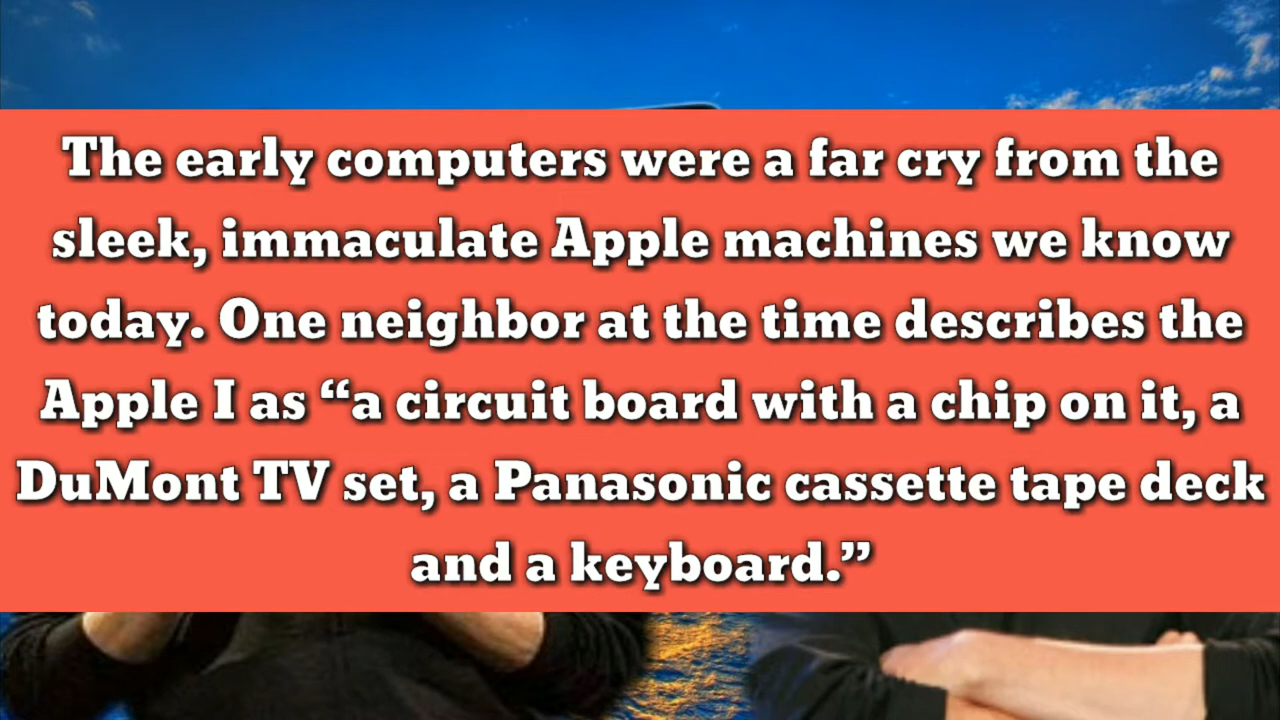 The early computers were a far cry from the
sleek, immaculate Apple machines we know
today. One neighbor at the time describes the
Apple I as “a circuit board with a chip on it, a
DuMont TV set, a Panasonic cassette tape deck
and a keyboard.”